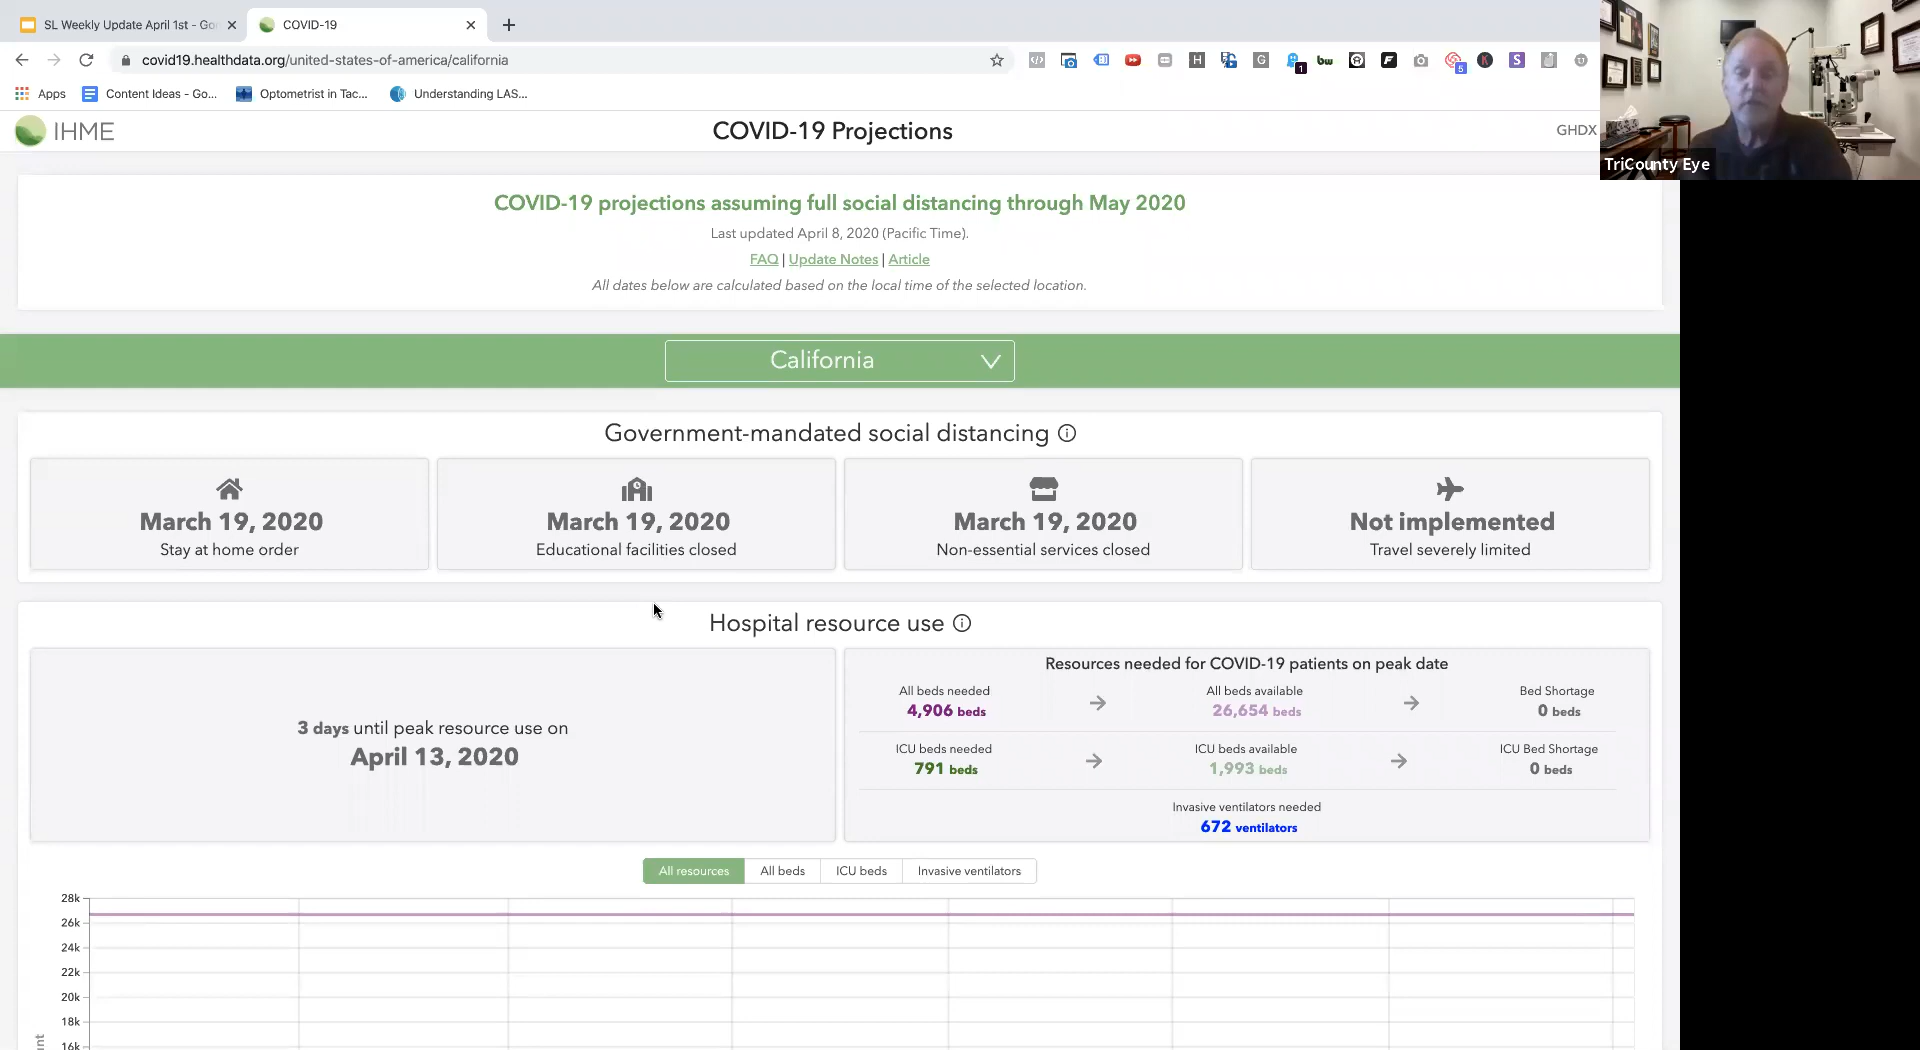 SL Weekly Update April 1st - Go
COVID-19
covid19.healthdata.org/united-states-of-america/california
1
bw
H
G
F
5
K
S
Apps
Content Ideas - Go...
Optometrist in Tac...
Understanding LAS...
IHME
COVID-19 Projections
GHDX
TriCounty Eye
COVID-19 projections assuming full social distancing through May 2020
Last updated April 8, 2020 (Pacific Time).
FAQ | Update Notes | Article
All dates below are calculated based on the local time of the selected location.
California
Government-mandated social distancing
March 19, 2020
Stay at home order
March 19, 2020
Educational facilities closed
March 19, 2020
Non-essential services closed
Not implemented
Travel severely limited
Hospital resource use
3 days until peak resource use on
April 13, 2020
Resources needed for COVID-19 patients on peak date
All beds needed
4,906 beds
All beds available
26,654 beds
Bed Shortage
0 beds
ICU beds needed
791 beds
ICU beds available
1,993 beds
ICU Bed Shortage
0 beds
Invasive ventilators needed
672 ventilators
All resources
All beds
ICU beds
Invasive ventilators
28k
26k
24k
22k
20k
18k
16k